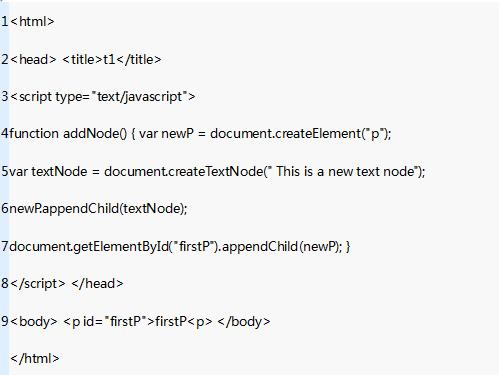 1<html>
2<head> <title>t1</title>
3<script type="text/javascript">
4function addNode() { var newP = document.createElement("p");
5var textNode = document.createTextNode(" This is a new text node");
6newP.appendChild(textNode);
7document.getElementById("firstP").appendChild(newP); }
8</script> </head>
9<body> <p id="firstP">firstP<p> </body>
</html>